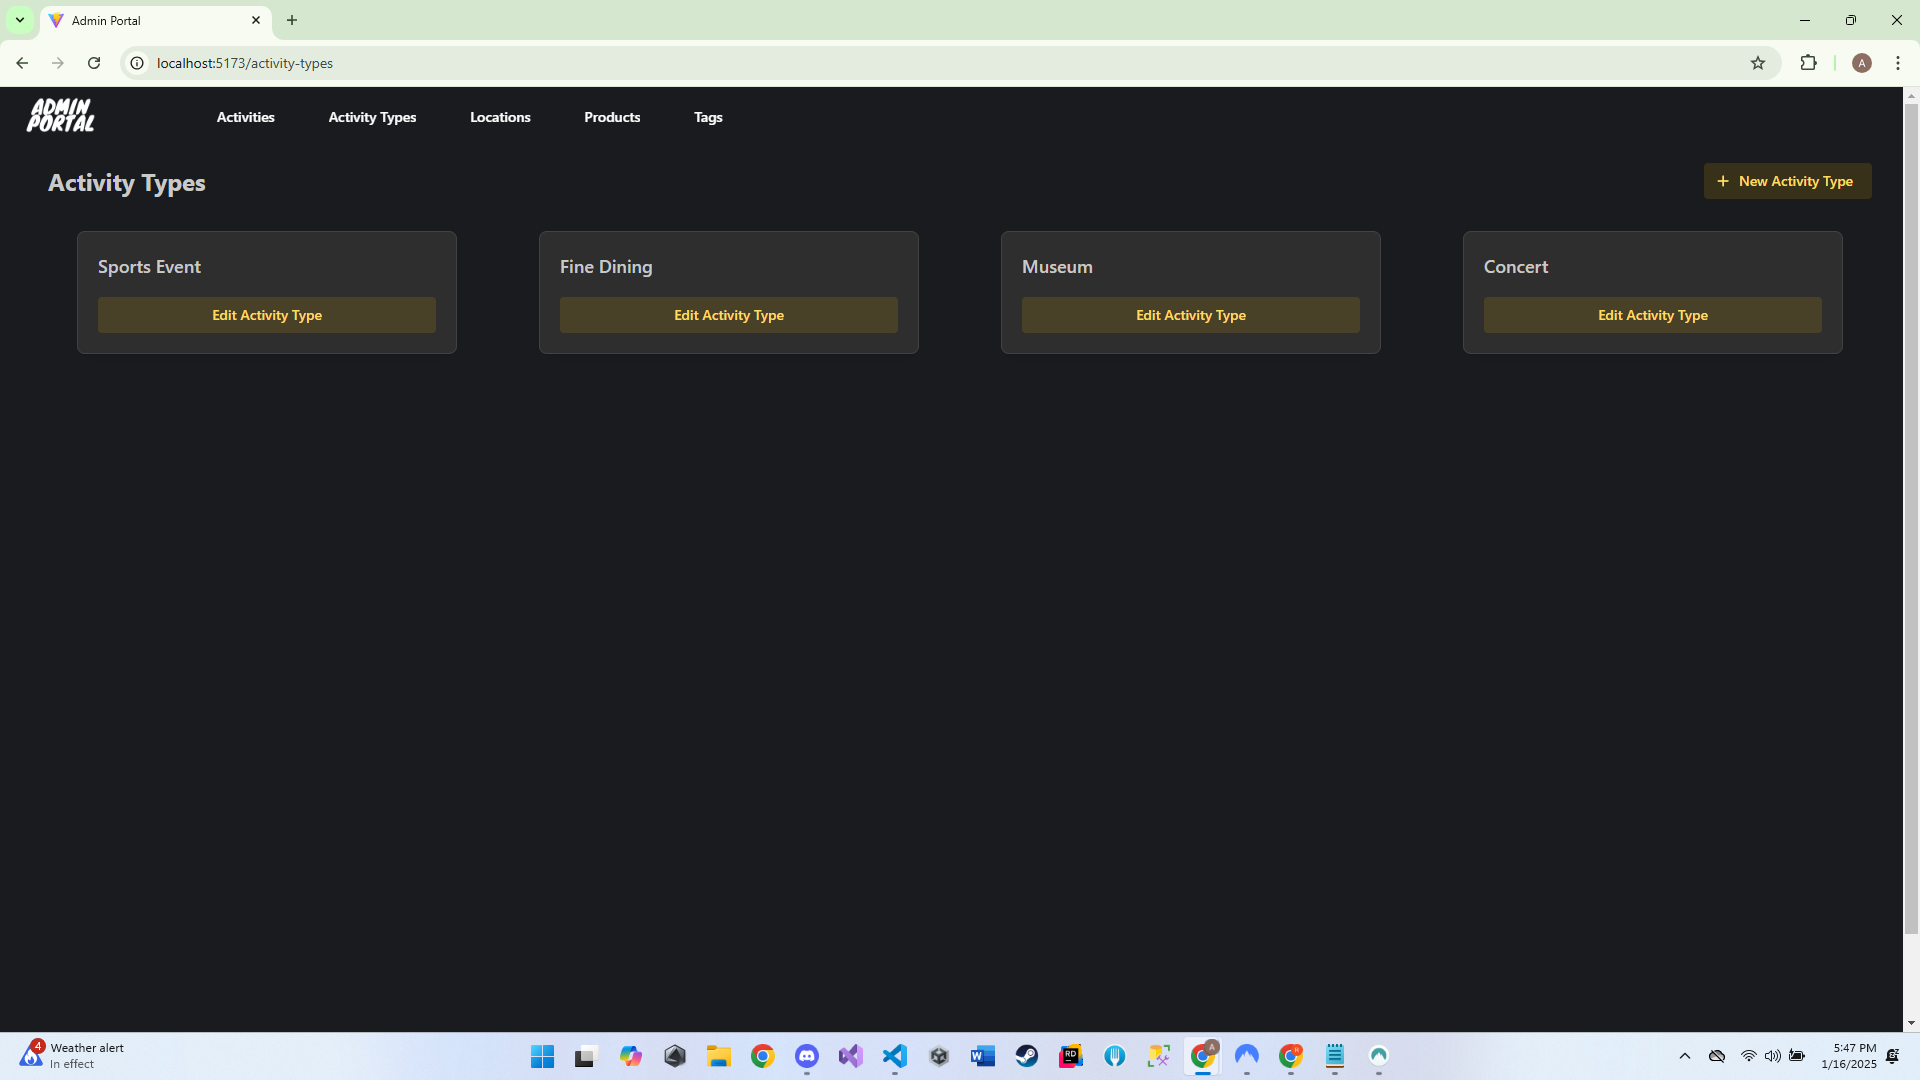 Admin Portal
localhost:5173/activity-types
A
ADMIN
PORTAL
Activities
Activity Types
Locations
Products
Tags
Activity Types
New Activity Type
Sports Event
Fine Dining
Museum
Concert
Edit Activity Type
Edit Activity Type
Edit Activity Type
Edit Activity Type
4
Weather alert
In effect
RD
A
5:47 PM
1/16/2025